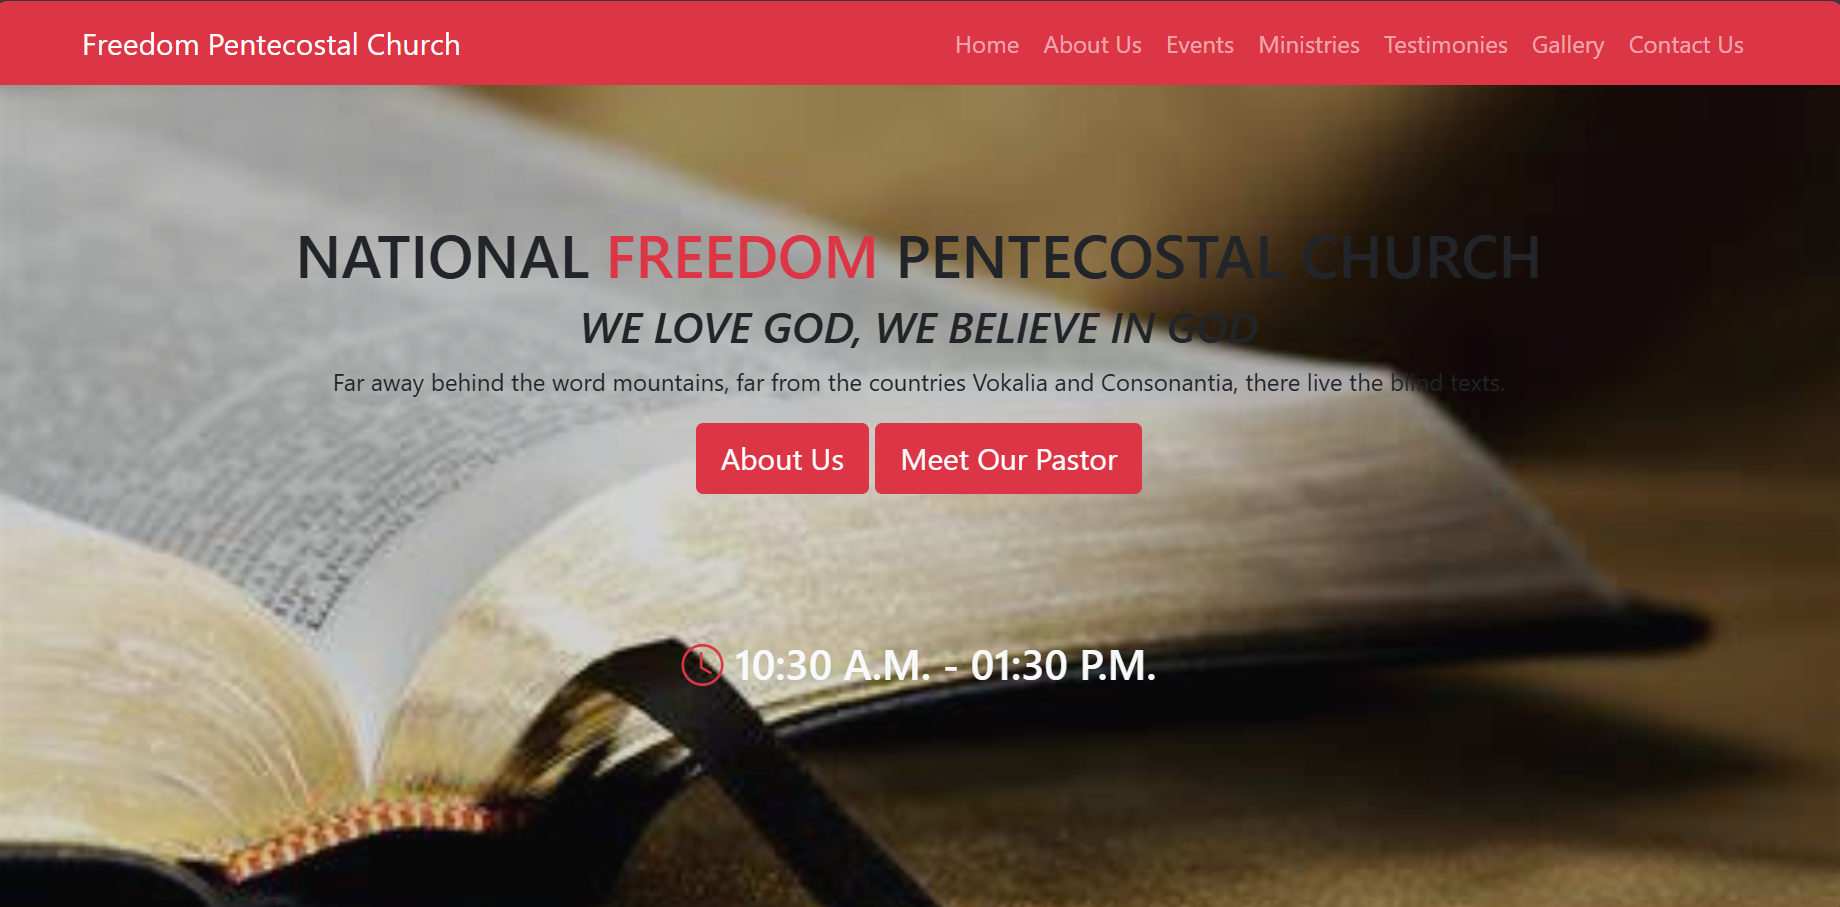 Freedom Pentecostal Church
Home About Us Events Ministries Testimonies Gallery Contact Us
NATIONAL FREEDOM PENTECOSTAL CHURCH
WE LOVE GOD, WE BELIEVE IN GOD
Far away behind the word mountains, far from the countries Vokalia and Consonantia, there live the blind texts.
About Us Meet Our Pastor
10:30 A.M. - 01:30 P.M.